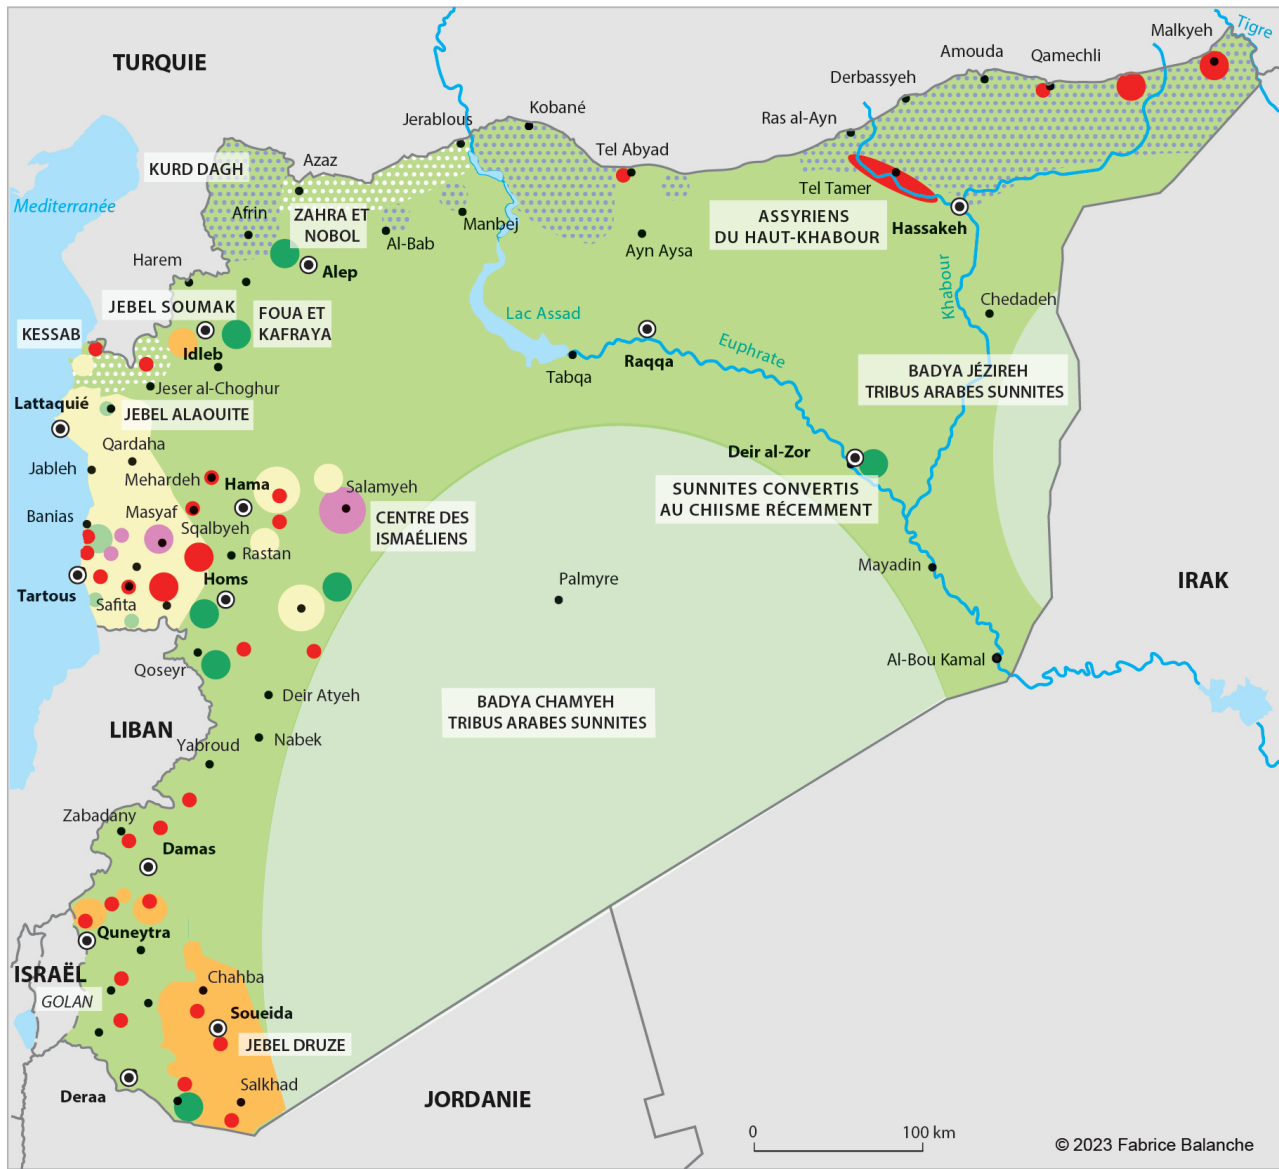 Malkyeh
Tigre
TURQUIE
Amouda
Qamechli
Derbassyeh
Kobané
Jerablous
Ras al-Ayn
Tel Abyad
Azaz
KURD DAGH
Tel Tamer
Mediterranée
Afrin
ZAHRA ET
NOBOL
Manbej
ASSYRIENS
DU HAUT-KHABOUR
Hassakeh
Al-Bab
Ayn Aysa
Harem
Alep
Khabour
Chedadeh
JEBEL SOUMAK
FOUA ET
KAFRAYA
Lac Assad
KESSAB
Idleb
Raqqa
Euphrate
Tabqa
BADYA JÉZIREH
TRIBUS ARABES SUNNITES
Jeser al-Choghur
Lattaquié
JEBEL ALAOUITE
Qardaha
Deir al-Zor
Jableh
Mehardeh
Hama
Salamyeh
SUNNITES CONVERTIS
AU CHIISME RÉCEMMENT
Banias
Masyaf
CENTRE DES
ISMAÉLIENS
Sqalbyeh
Rastan
Mayadin
Homs
Palmyre
IRAK
Tartous
Safita
Al-Bou Kamal
Qoseyr
Deir Atyeh
BADYA CHAMYEH
TRIBUS ARABES SUNNITES
LIBAN
Yabroud
Nabek
Zabadany
Damas
Quneytra
ISRAËL
Chahba
GOLAN
Soueida
JEBEL DRUZE
Salkhad
Deraa
JORDANIE
0
100 km
© 2023 Fabrice Balanche